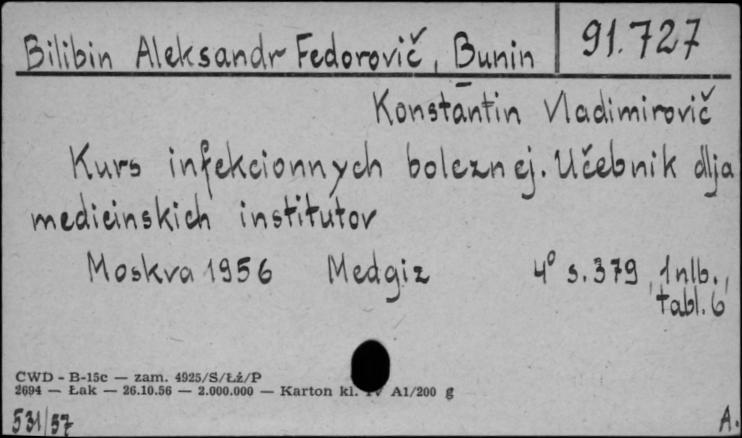 Bilibin Aleksandr Fedorovič, Bunin 91.727
Konstantin Vladimirovič
Kurs infekcionnych boleznej. Učebnik dlja
medicinskich institutov
Moskva 1956 Medgiz 4° s. 379, 1 nlb.,
tabl. 6
CWD - B-15c — zam. 4925/S/Łż/P
2694 — Łak — 26.10.56 — 2.000.000 — Karton kl. IV A1/200 g
531/57 A.